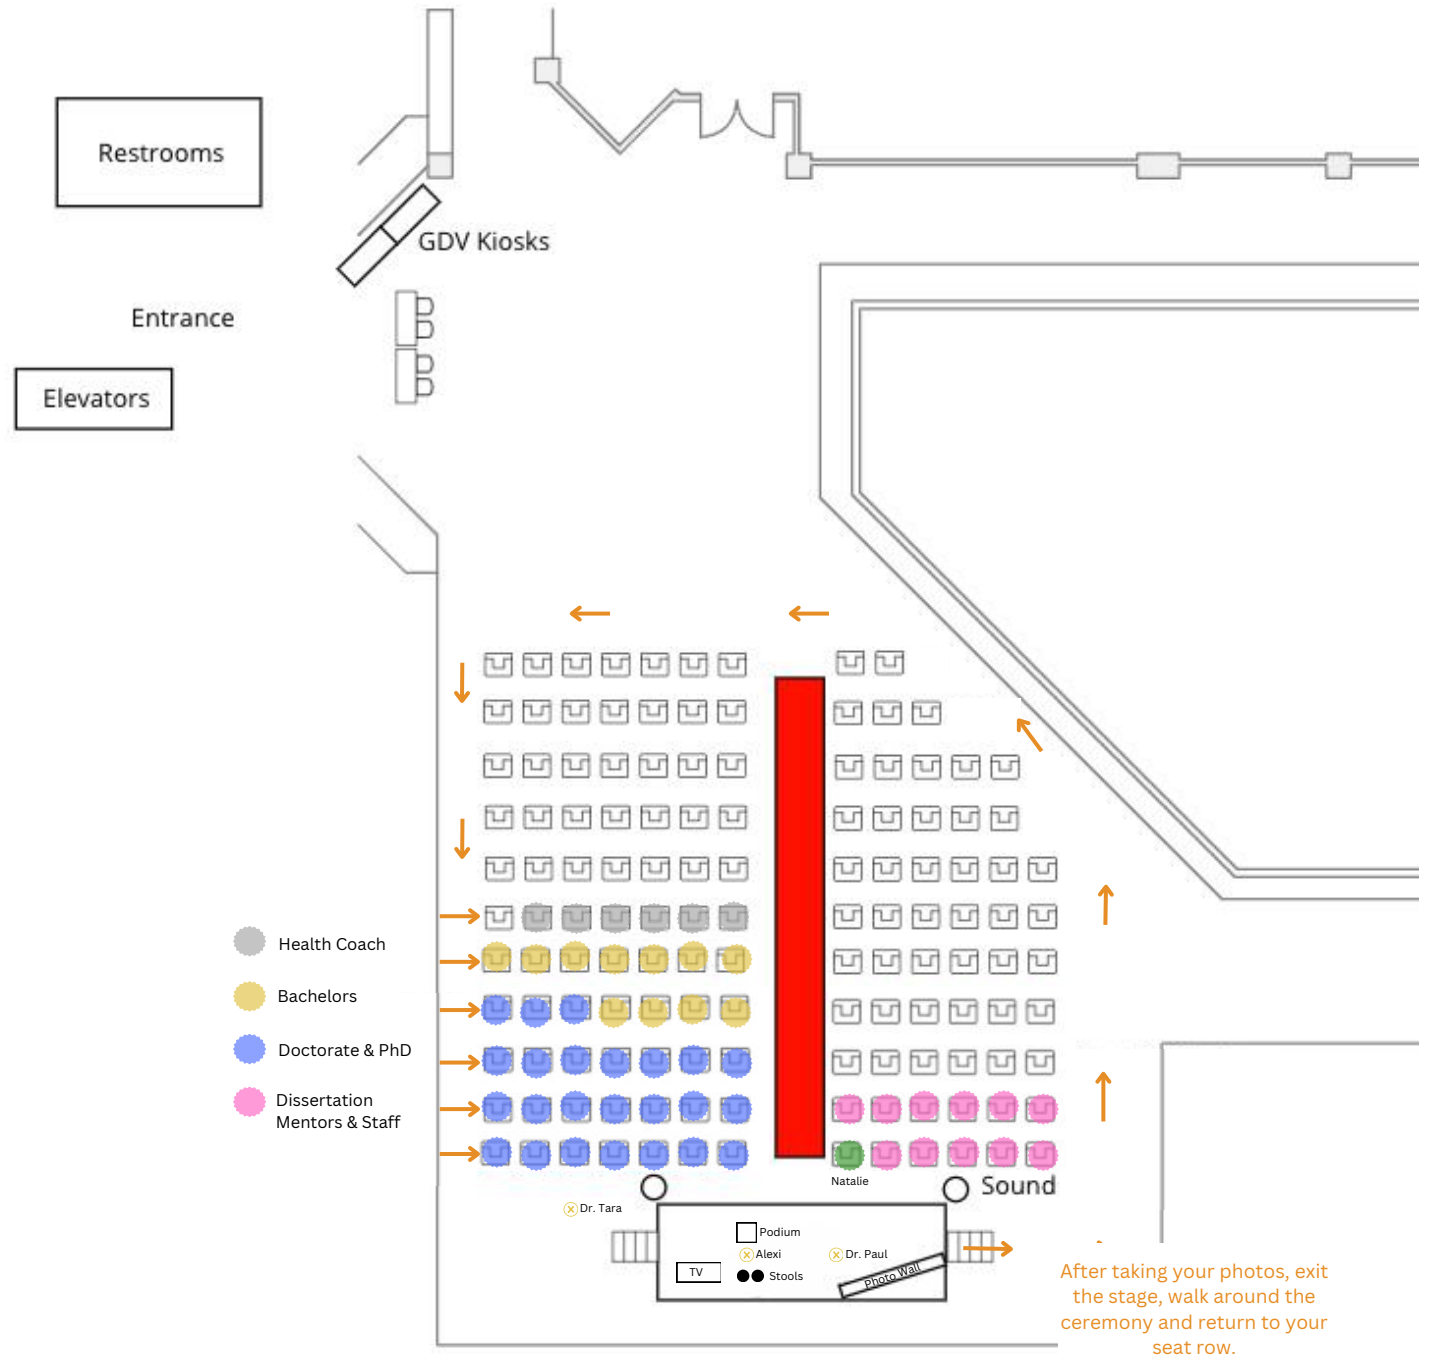 Restrooms
GDV Kiosks
Entrance
Elevators
Health Coach
Bachelors
Doctorate & PhD
Dissertation
Mentors & Staff
Natalie
Sound
Dr. Tara
Podium
Alexi
Dr. Paul
TV
Stools
Photo Wall
After taking your photos, exit
the stage, walk around the
ceremony and return to your
seat row.